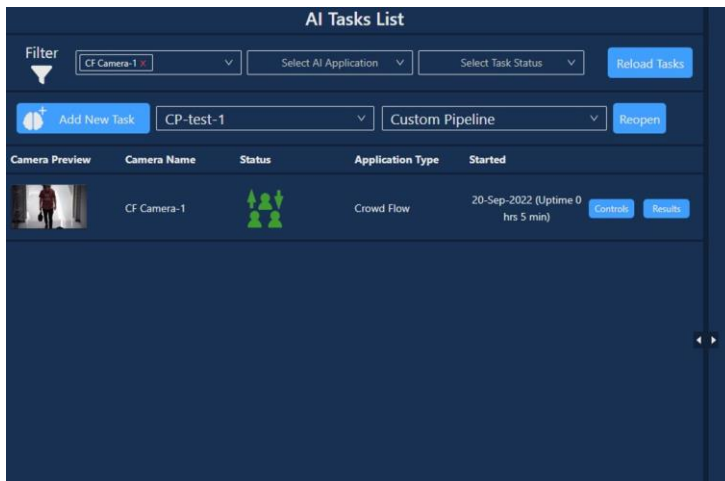 AI Tasks List
Filter
CF Camera-1 ×
Select AI Application
Select Task Status
Reload Tasks
Add New Task
CP-test-1
Custom Pipeline
Reopen
Camera Preview Camera Name Status Application Type Started
CF Camera-1
Crowd Flow
20-Sep-2022 (Uptime 0
hrs 5 min)
Controls
Results